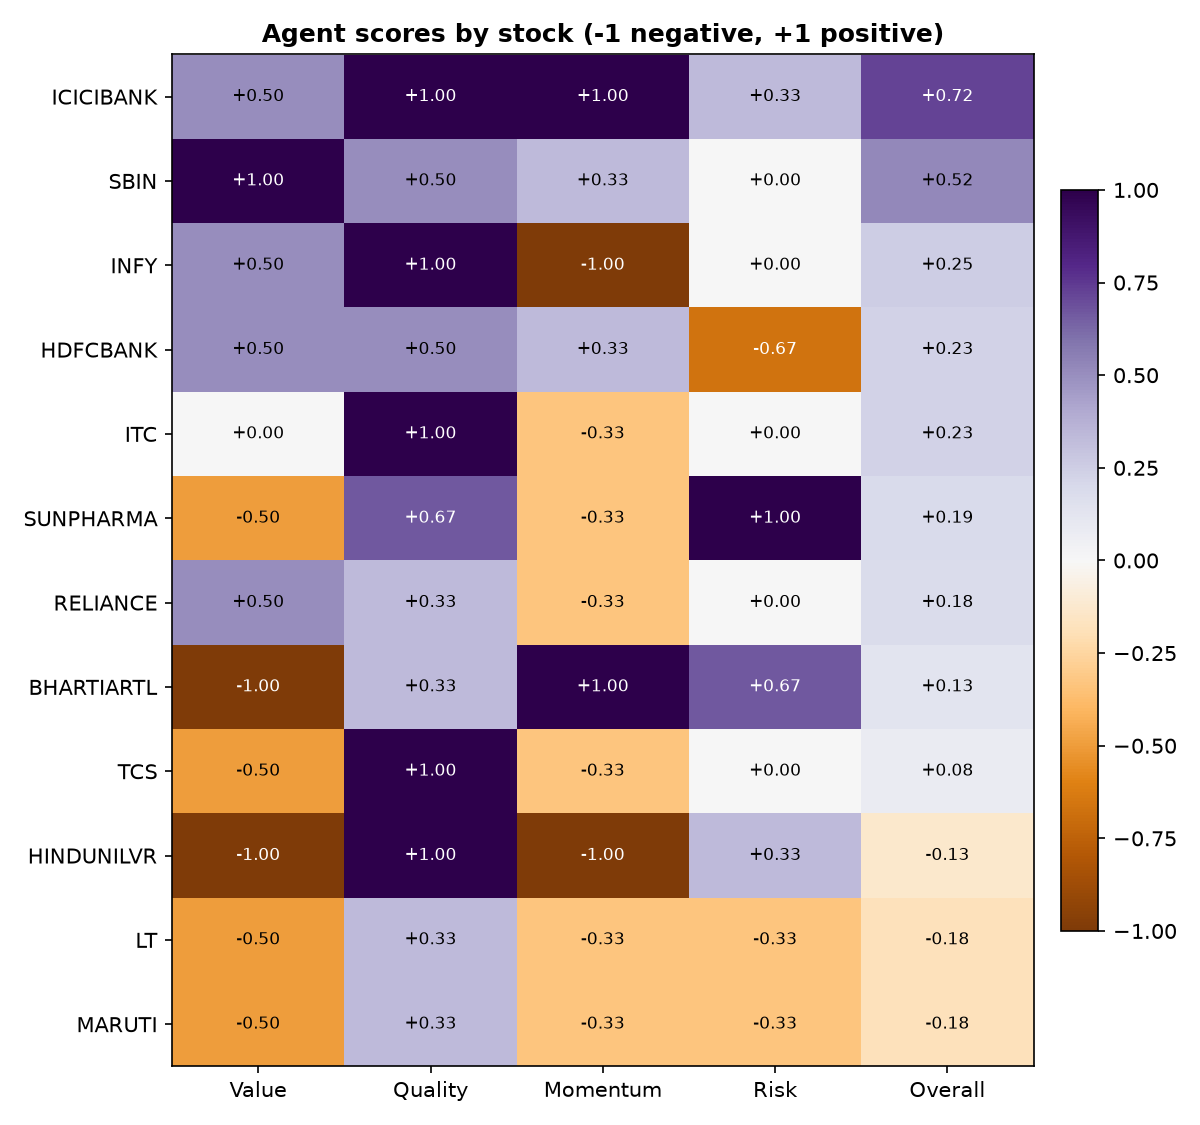 Agent scores by stock (-1 negative, +1 positive)
ICICIBANK +0.50 +1.00 +1.00 +0.33 +0.72
SBIN +1.00 +0.50 +0.33 +0.00 +0.52
INFY +0.50 +1.00 -1.00 +0.00 +0.25
HDFCBANK +0.50 +0.50 +0.33 -0.67 +0.23
ITC +0.00 +1.00 -0.33 +0.00 +0.23
SUNPHARMA -0.50 +0.67 -0.33 +1.00 +0.19
RELIANCE +0.50 +0.33 -0.33 +0.00 +0.18
BHARTIARTL -1.00 +0.33 +1.00 +0.67 +0.13
TCS -0.50 +1.00 -0.33 +0.00 +0.08
HINDUNILVR -1.00 +1.00 -1.00 +0.33 -0.13
LT -0.50 +0.33 -0.33 -0.33 -0.18
MARUTI -0.50 +0.33 -0.33 -0.33 -0.18
Value Quality Momentum Risk Overall
1.00
0.75
0.50
0.25
0.00
−0.25
−0.50
−0.75
−1.00